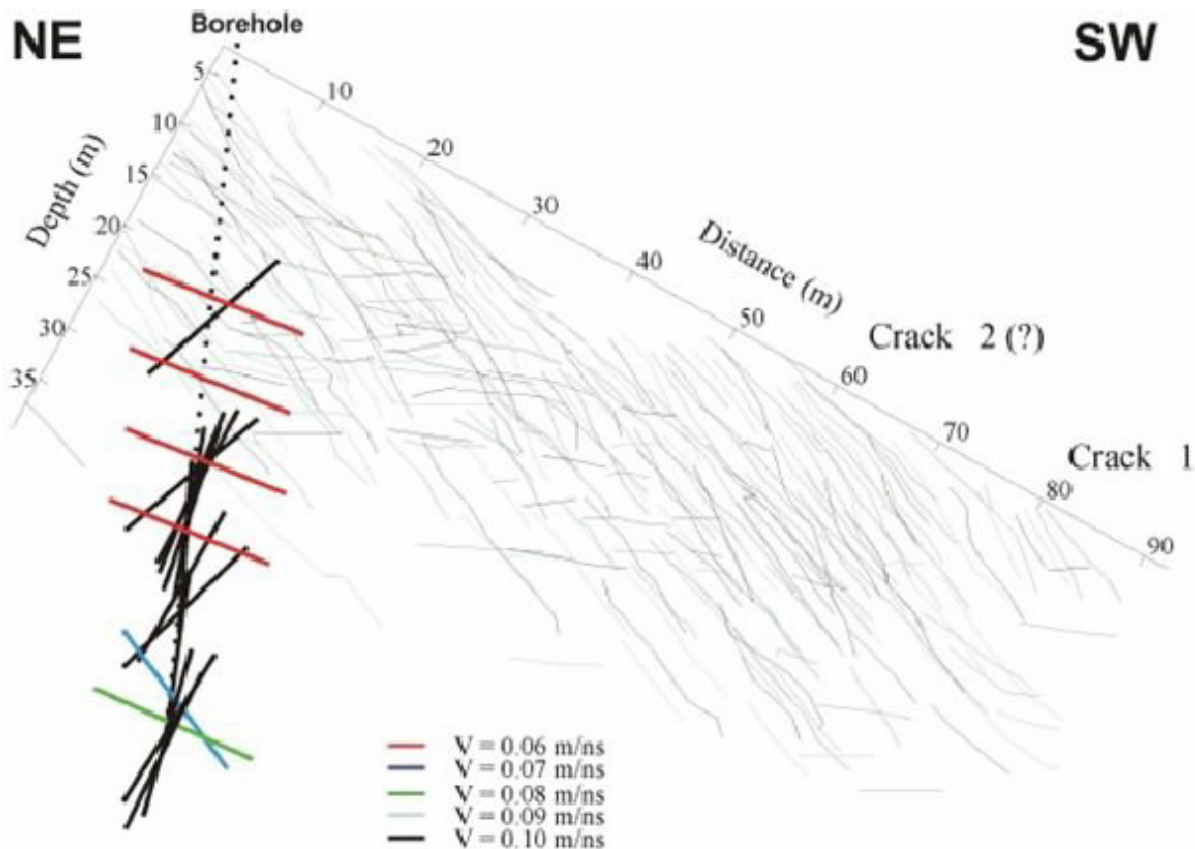 NE
Borehole
SW
5
10
15
20
25
30
35
Depth (m)
10
20
30
40
50
60
70
80
90
Distance (m)
Crack 2 (?)
Crack 1
V = 0.06 m/ns
V = 0.07 m/ns
V = 0.08 m/ns
V = 0.09 m/ns
V = 0.10 m/ns